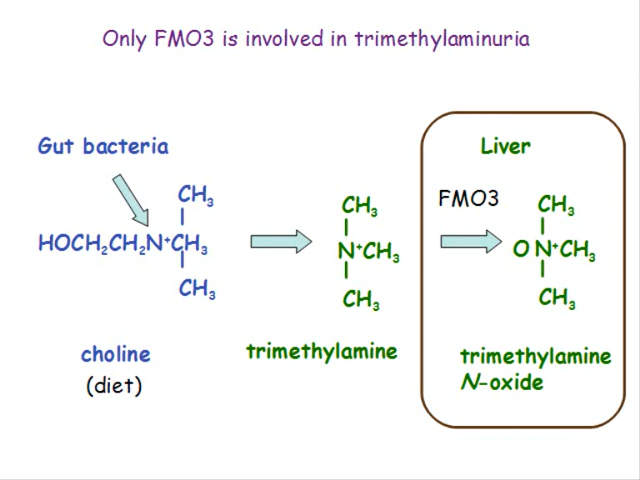 Only FMO3 is involved in trimethylaminuria
Gut bacteria
Liver
CH₃
HOCH₂CH₂N⁺CH₃
CH₃
CH₃
N⁺CH₃
CH₃
FMO3
CH₃
O N⁺CH₃
CH₃
choline
(diet)
trimethylamine
trimethylamine
N-oxide